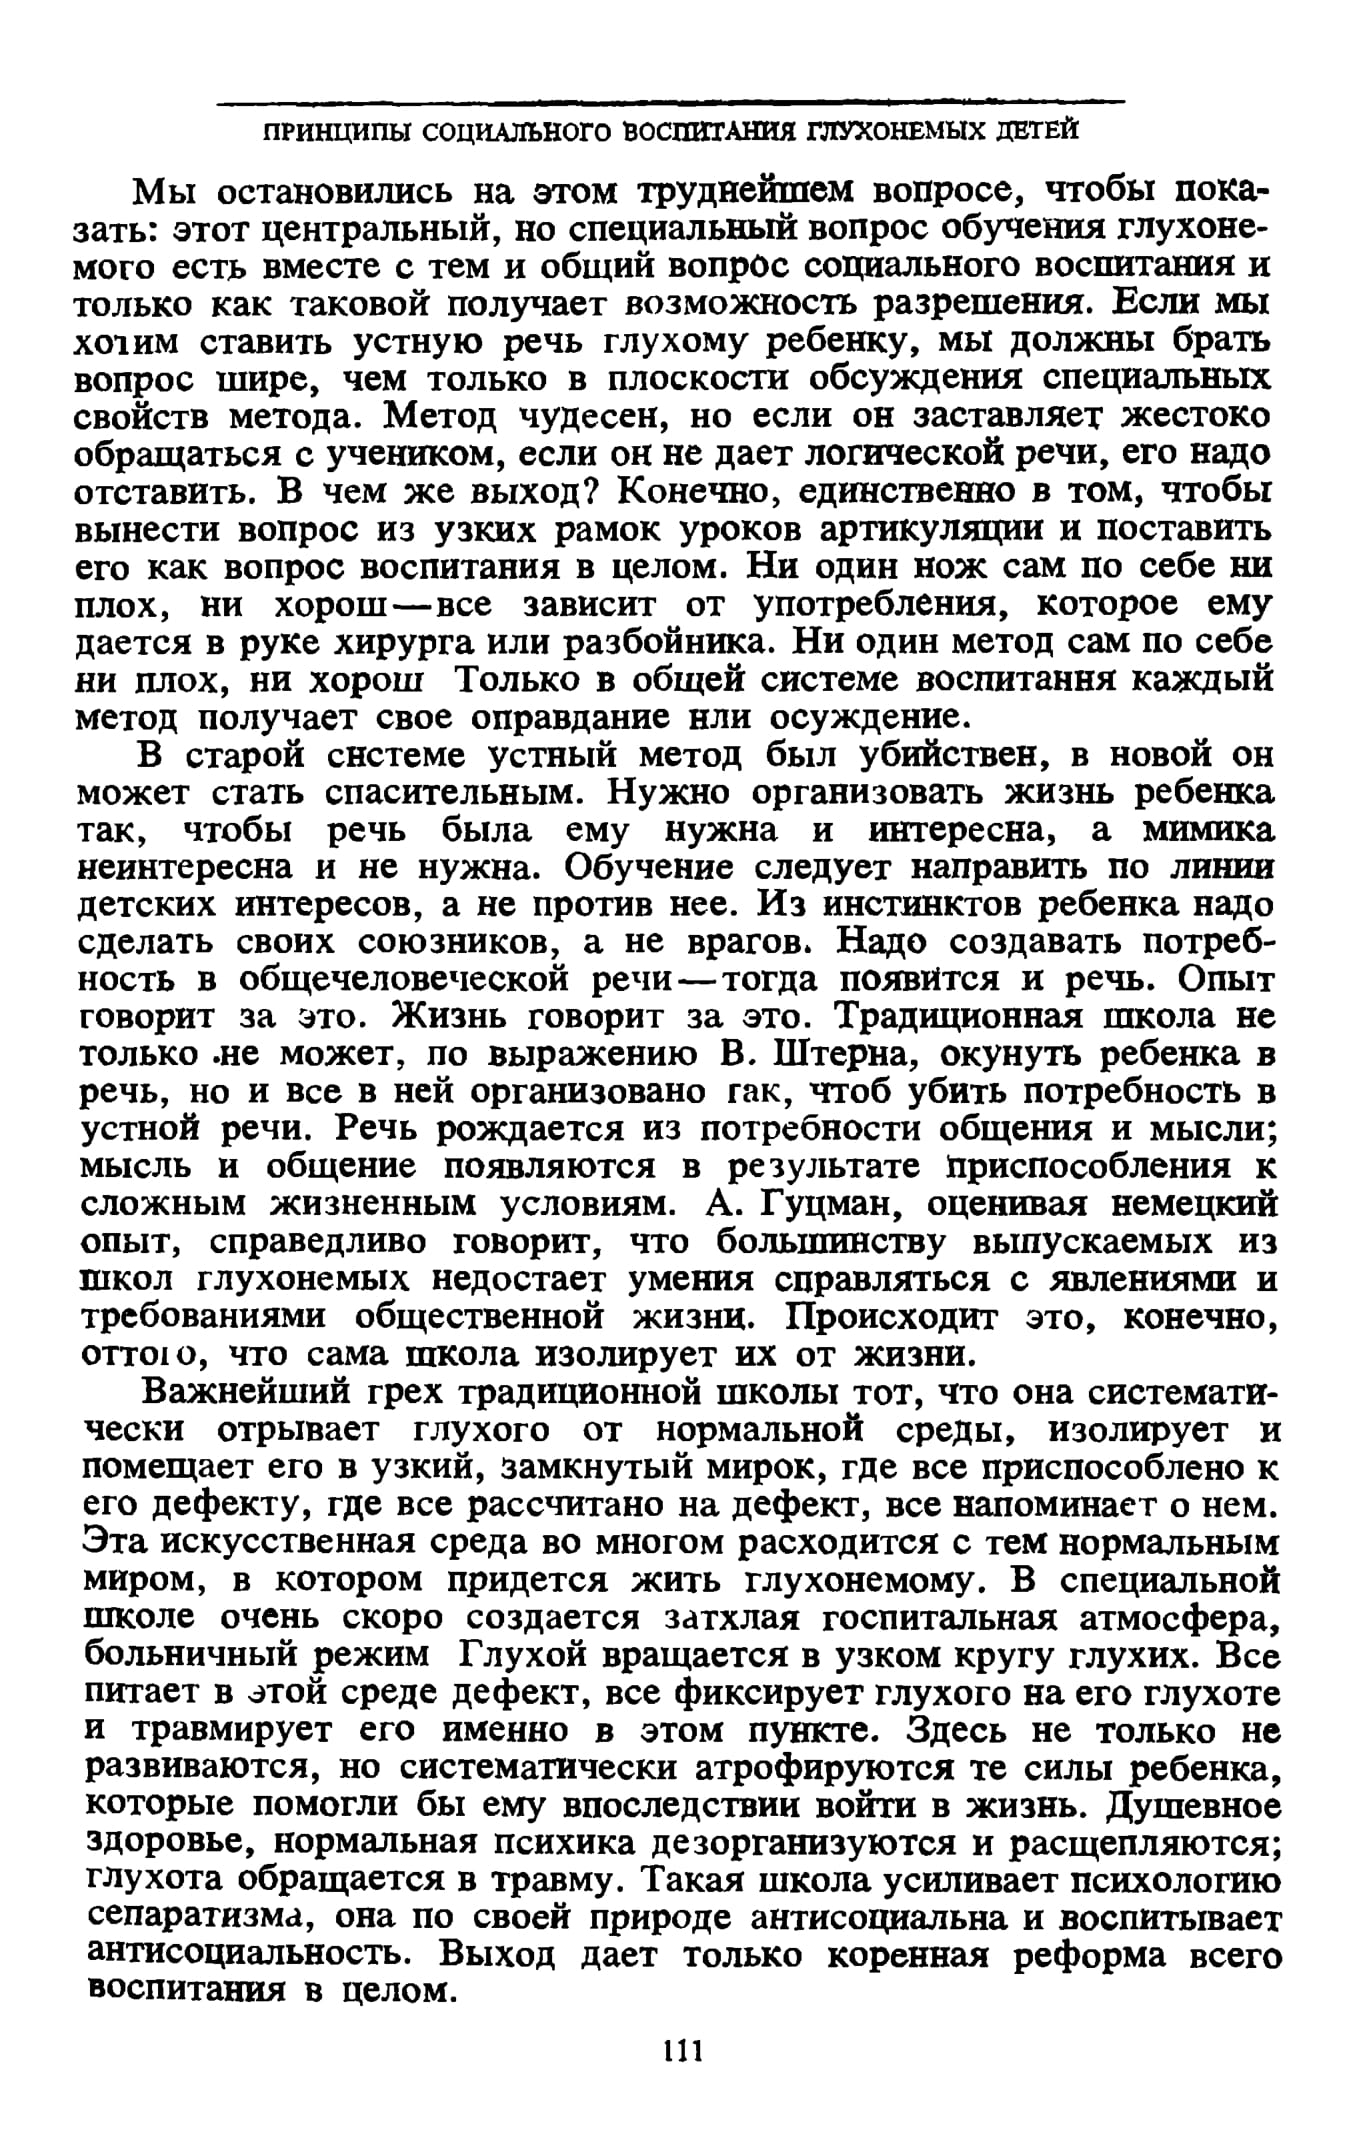 ПРИНЦИПЫ СОЦИАЛЬНОГО ВОСПИТАНИЯ ГЛУХОНЕМЫХ ДЕТЕЙ
Мы остановились на этом труднейшем вопросе, чтобы пока-
зать: этот центральный, но специальный вопрос обучения глухоне-
мого есть вместе с тем и общий вопрос социального воспитания и
только как таковой получает возможность разрешения. Если мы
хотим ставить устную речь глухому ребенку, мы должны брать
вопрос шире, чем только в плоскости обсуждения специальных
свойств метода. Метод чудесен, но если он заставляет жестоко
обращаться с учеником, если он не дает логической речи, его надо
отставить. В чем же выход? Конечно, единственно в том, чтобы
вынести вопрос из узких рамок уроков артикуляции и поставить
его как вопрос воспитания в целом. Ни один нож сам по себе ни
плох, ни хорош—все зависит от употребления, которое ему
дается в руке хирурга или разбойника. Ни один метод сам по себе
ни плох, ни хорош Только в общей системе воспитания каждый
метод получает свое оправдание или осуждение.
В старой системе устный метод был убийствен, в новой он
может стать спасительным. Нужно организовать жизнь ребенка
так, чтобы речь была ему нужна и интересна, а мимика
неинтересна и не нужна. Обучение следует направить по линии
детских интересов, а не против нее. Из инстинктов ребенка надо
сделать своих союзников, а не врагов. Надо создавать потреб-
ность в общечеловеческой речи—тогда появится и речь. Опыт
говорит за это. Жизнь говорит за это. Традиционная школа не
только не может, по выражению В. Штерна, окунуть ребенка в
речь, но и все в ней организовано так, чтоб убить потребность в
устной речи. Речь рождается из потребности общения и мысли;
мысль и общение появляются в результате приспособления к
сложным жизненным условиям. А. Гуцман, оценивая немецкий
опыт, справедливо говорит, что большинству выпускаемых из
школ глухонемых недостает умения справляться с явлениями и
требованиями общественной жизни. Происходит это, конечно,
оттого, что сама школа изолирует их от жизни.
Важнейший грех традиционной школы тот, что она системати-
чески отрывает глухого от нормальной среды, изолирует и
помещает его в узкий, замкнутый мирок, где все приспособлено к
его дефекту, где все рассчитано на дефект, все напоминает о нем.
Эта искусственная среда во многом расходится с тем нормальным
миром, в котором придется жить глухонемому. В специальной
школе очень скоро создается затхлая госпитальная атмосфера,
больничный режим Глухой вращается в узком кругу глухих. Все
питает в этой среде дефект, все фиксирует глухого на его глухоте
и травмирует его именно в этом пункте. Здесь не только не
развиваются, но систематически атрофируются те силы ребенка,
которые помогли бы ему впоследствии войти в жизнь. Душевное
здоровье, нормальная психика дезорганизуются и расщепляются;
глухота обращается в травму. Такая школа усиливает психологию
сепаратизма, она по своей природе антисоциальна и воспитывает
антисоциальность. Выход дает только коренная реформа всего
воспитания в целом.
111